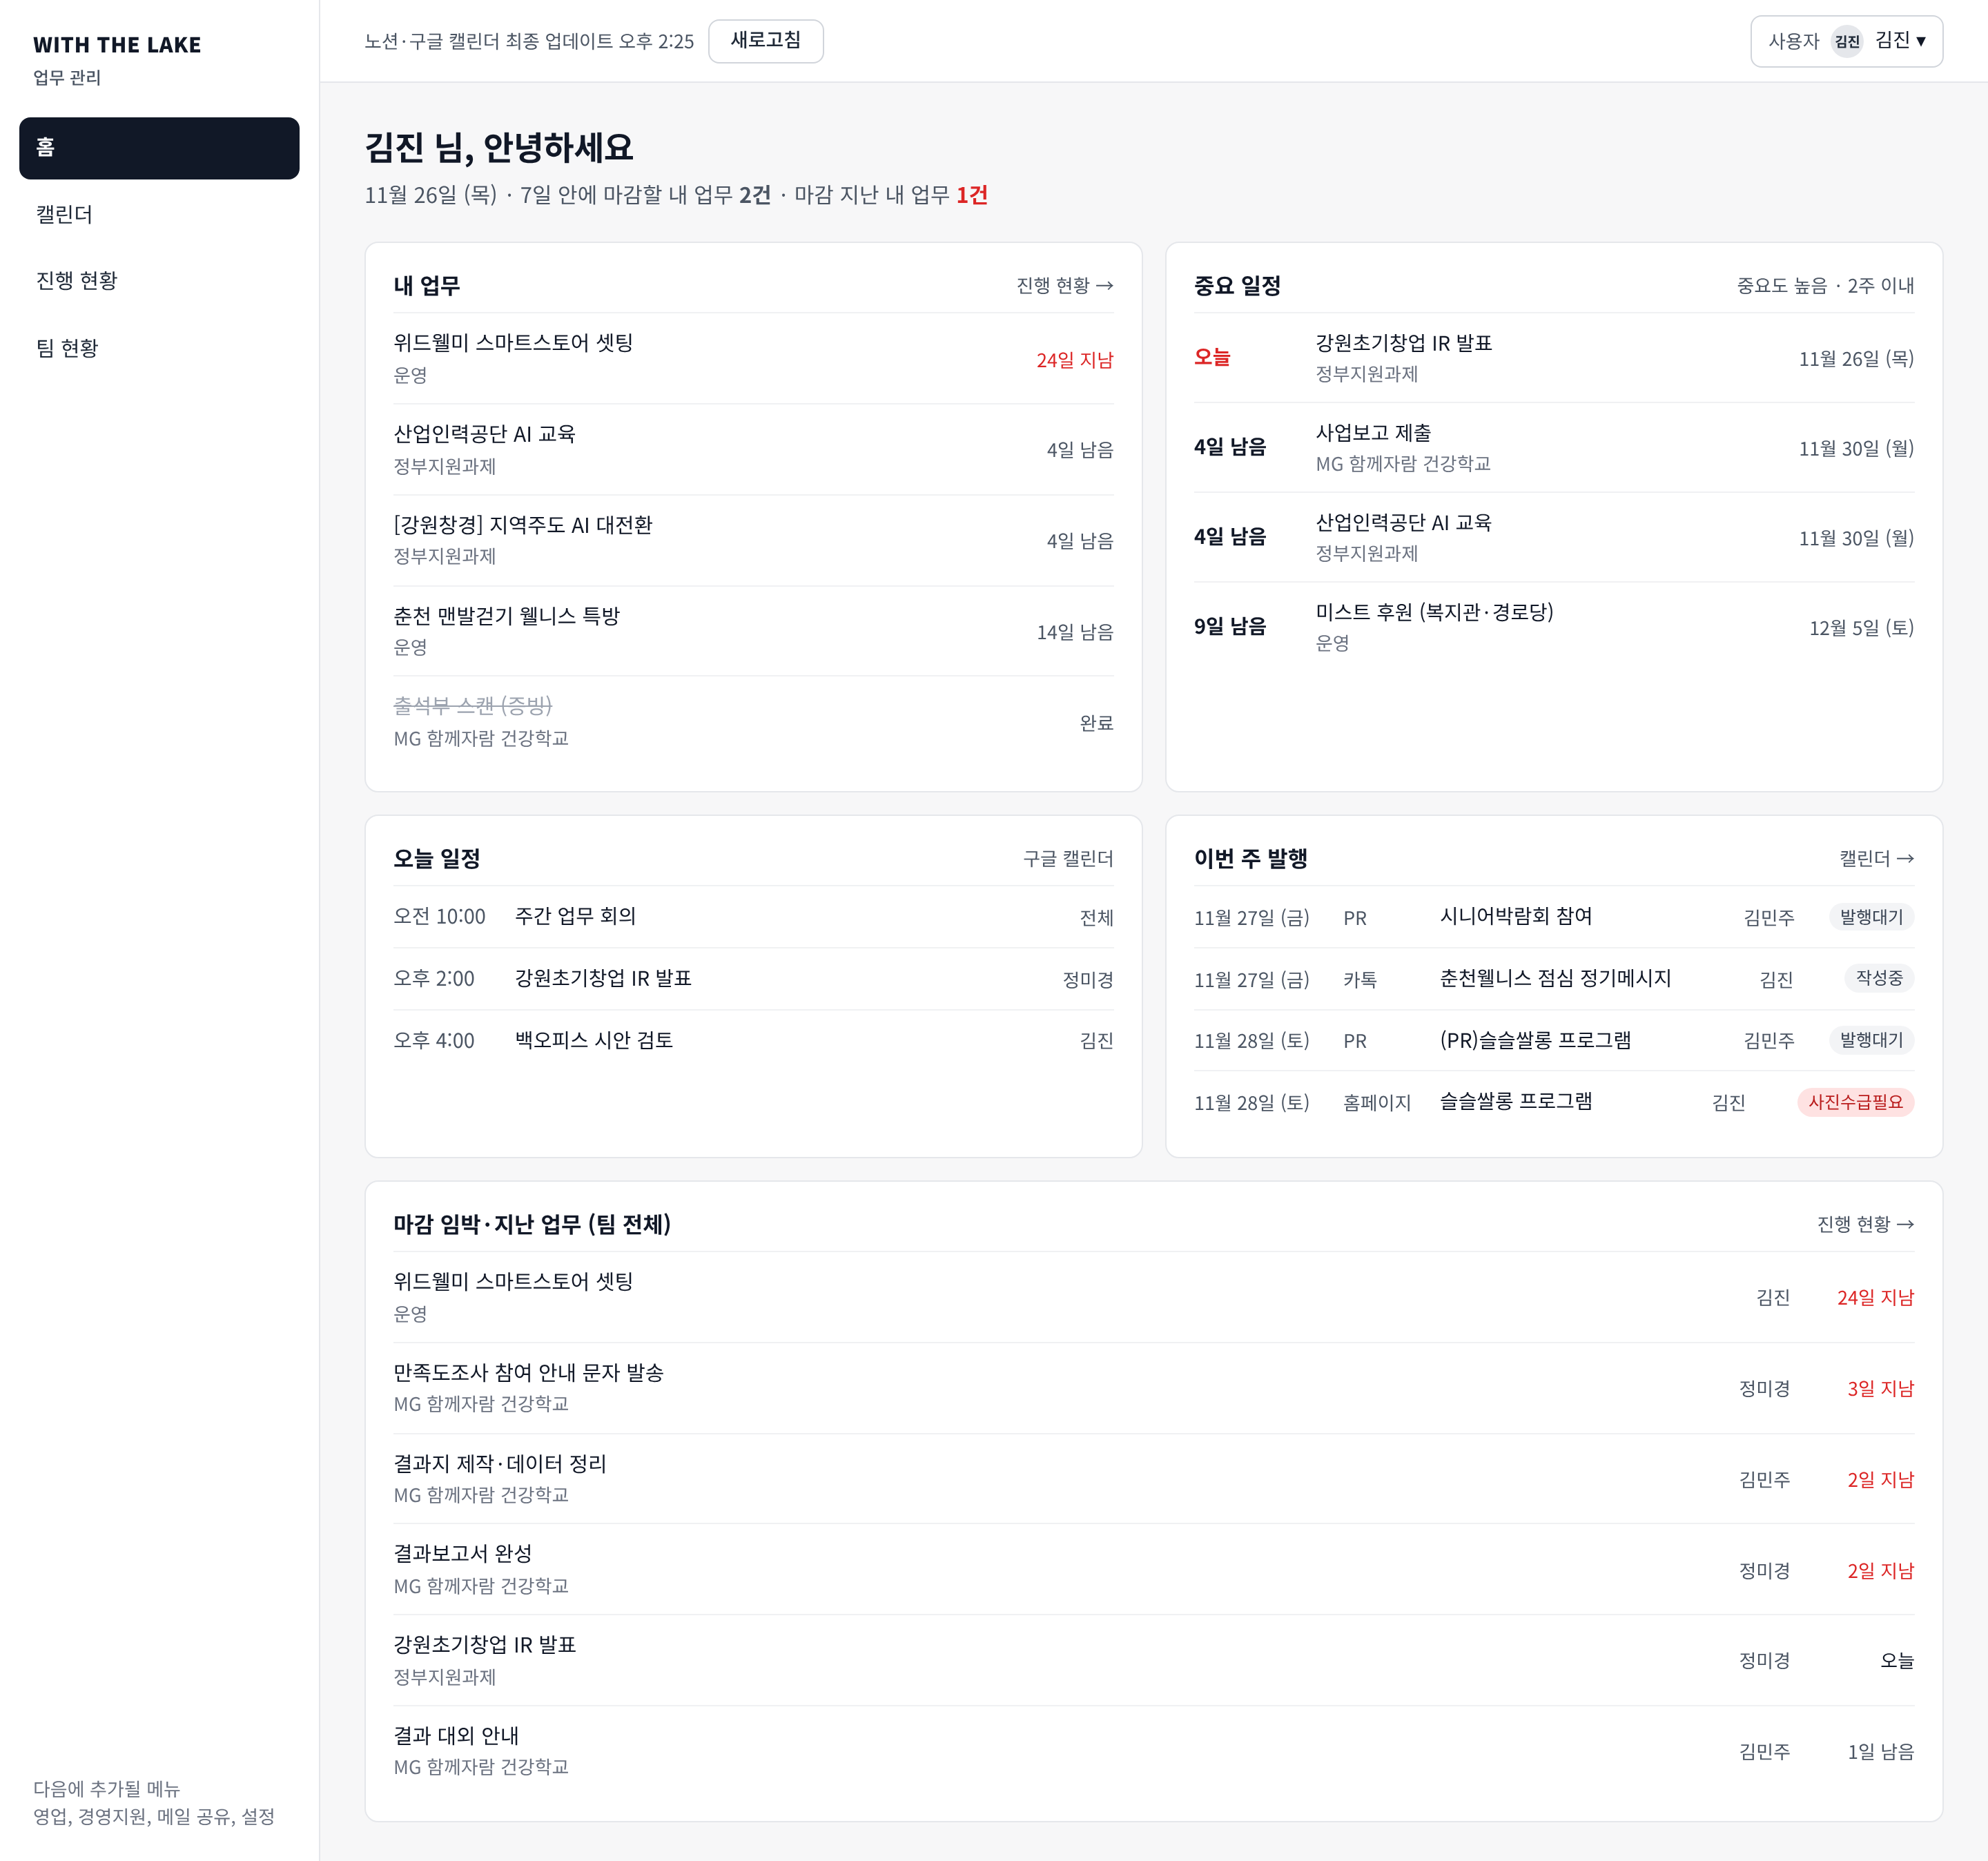 WITH THE LAKE
업무 관리
홈
캘린더
진행 현황
팀 현황
다음에 추가될 메뉴
영업, 경영지원, 메일 공유, 설정
노션·구글 캘린더 최종 업데이트 오후 2:25 새로고침
사용자 김진 김진 ▾
김진 님, 안녕하세요
11월 26일 (목) · 7일 안에 마감할 내 업무 2건 · 마감 지난 내 업무 1건
내 업무 진행 현황 →
위드웰미 스마트스토어 셋팅
운영
24일 지남
산업인력공단 AI 교육
정부지원과제
4일 남음
[강원창경] 지역주도 AI 대전환
정부지원과제
4일 남음
춘천 맨발걷기 웰니스 특방
운영
14일 남음
출석부 스캔 (증빙)
MG 함께자람 건강학교
완료
중요 일정 중요도 높음 · 2주 이내
오늘
강원초기창업 IR 발표
정부지원과제
11월 26일 (목)
4일 남음
사업보고 제출
MG 함께자람 건강학교
11월 30일 (월)
4일 남음
산업인력공단 AI 교육
정부지원과제
11월 30일 (월)
9일 남음
미스트 후원 (복지관·경로당)
운영
12월 5일 (토)
오늘 일정 구글 캘린더
오전 10:00 주간 업무 회의 전체
오후 2:00 강원초기창업 IR 발표 정미경
오후 4:00 백오피스 시안 검토 김진
이번 주 발행 캘린더 →
11월 27일 (금) PR 시니어박람회 참여 김민주 발행대기
11월 27일 (금) 카톡 춘천웰니스 점심 정기메시지 김진 작성중
11월 28일 (토) PR (PR)슬슬쌀롱 프로그램 김민주 발행대기
11월 28일 (토) 홈페이지 슬슬쌀롱 프로그램 김진 사진수급필요
마감 임박·지난 업무 (팀 전체) 진행 현황 →
위드웰미 스마트스토어 셋팅
운영
김진 24일 지남
만족도조사 참여 안내 문자 발송
MG 함께자람 건강학교
정미경 3일 지남
결과지 제작·데이터 정리
MG 함께자람 건강학교
김민주 2일 지남
결과보고서 완성
MG 함께자람 건강학교
정미경 2일 지남
강원초기창업 IR 발표
정부지원과제
정미경 오늘
결과 대외 안내
MG 함께자람 건강학교
김민주 1일 남음